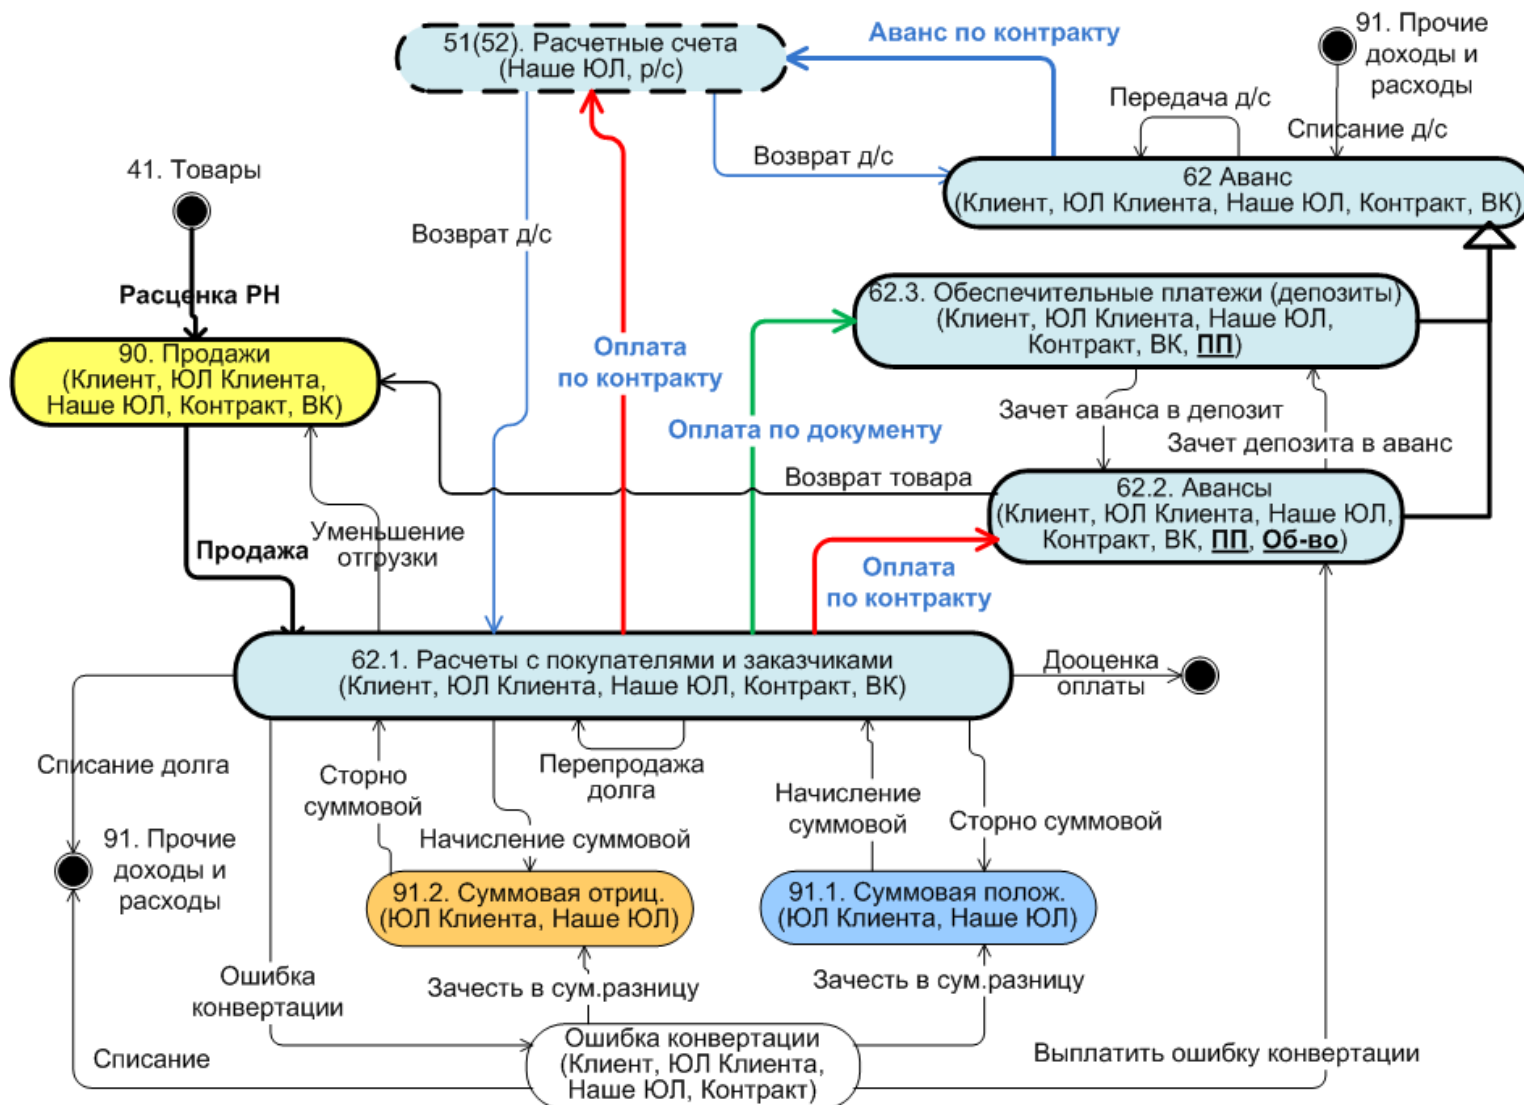 51(52). Расчетные счета
(Наше ЮЛ, р/с)
Аванс по контракту
91. Прочие
доходы и
расходы
Передача д/с
Списание д/с
Возврат д/с
41. Товары
62 Аванс
(Клиент, ЮЛ Клиента, Наше ЮЛ, Контракт, ВК)
Возврат д/с
Расценка РН
62.3. Обеспечительные платежи (депозиты)
(Клиент, ЮЛ Клиента, Наше ЮЛ,
Контракт, ВК, ПП)
90. Продажи
(Клиент, ЮЛ Клиента,
Наше ЮЛ, Контракт, ВК)
Оплата
по контракту
Оплата по документу
Зачет аванса в депозит
Зачет депозита в аванс
Возврат товара
62.2. Авансы
(Клиент, ЮЛ Клиента, Наше ЮЛ,
Контракт, ВК, ПП, Об-во)
Уменьшение
отгрузки
Продажа
Оплата
по контракту
62.1. Расчеты с покупателями и заказчиками
(Клиент, ЮЛ Клиента, Наше ЮЛ, Контракт, ВК)
Дооценка
оплаты
Списание долга
Сторно
суммовой
Перепродажа
долга
Начисление
суммовой
Начисление суммовой
Сторно суммовой
91. Прочие
доходы и
расходы
91.2. Суммовая отриц.
(ЮЛ Клиента, Наше ЮЛ)
91.1. Суммовая полож.
(ЮЛ Клиента, Наше ЮЛ)
Ошибка
конвертации
Зачесть в сум.разницу
Зачесть в сум.разницу
Списание
Ошибка конвертации
(Клиент, ЮЛ Клиента,
Наше ЮЛ, Контракт)
Выплатить ошибку конвертации